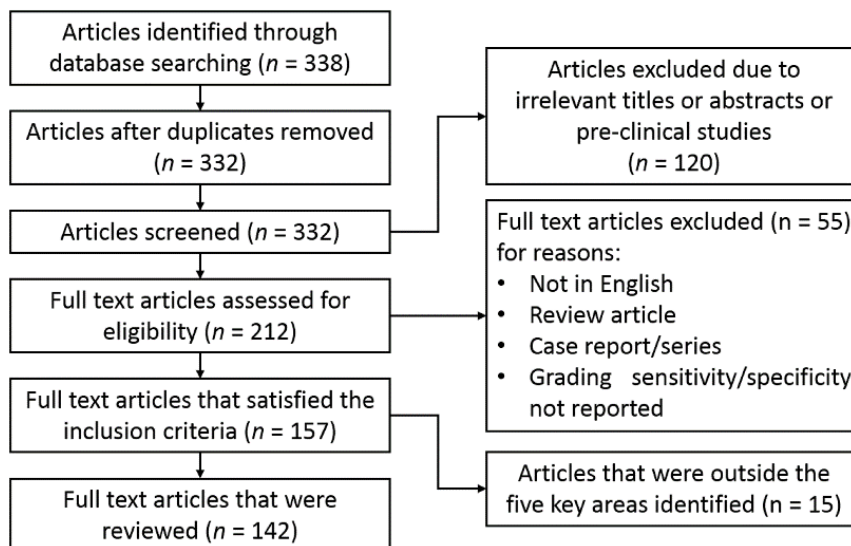 Articles identified through
database searching (n = 338)
Articles after duplicates removed
(n = 332)
Articles screened (n = 332)
Full text articles assessed for
eligibility (n = 212)
Full text articles that satisfied the
inclusion criteria (n = 157)
Full text articles that were
reviewed (n = 142)
Articles excluded due to
irrelevant titles or abstracts or
pre-clinical studies
(n = 120)
Full text articles excluded (n = 55)
for reasons:
• Not in English
• Review article
• Case report/series
• Grading sensitivity/specificity
not reported
Articles that were outside the
five key areas identified (n = 15)